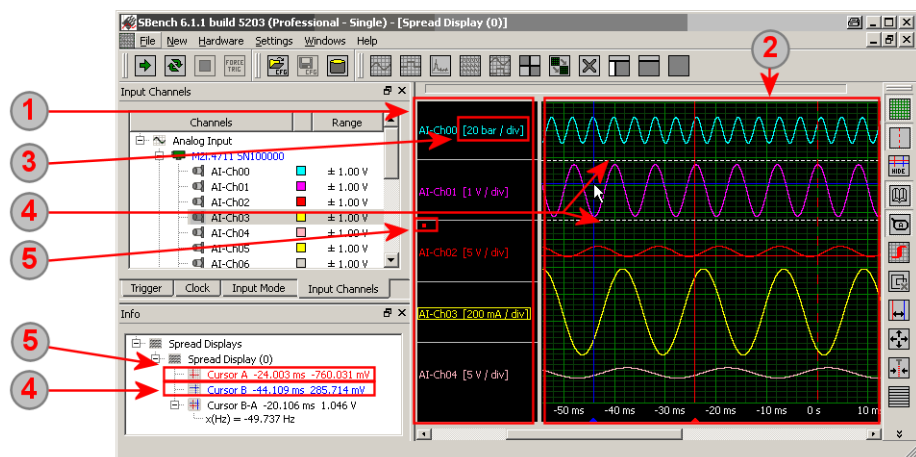 SBench 6.1.1 build 5203 (Professional - Single) - [Spread Display (0)]
File New Hardware Settings Windows Help
FORCE TRIG
CFG
CFG
Input Channels
Channels Range
Analog Input
M2i.4711 SN100000
AI-Ch00 ± 1.00 V
AI-Ch01 ± 1.00 V
AI-Ch02 ± 1.00 V
AI-Ch03 ± 1.00 V
AI-Ch04 ± 1.00 V
AI-Ch05 ± 1.00 V
AI-Ch06 ± 1.00 V
Trigger Clock Input Mode Input Channels
Info
Spread Displays
Spread Display (0)
Cursor A -24.003 ms -760.031 mV
Cursor B -44.109 ms 285.714 mV
Cursor B-A -20.106 ms 1.046 V
x(Hz) = -49.737 Hz
AI-Ch00 [20 bar / div]
AI-Ch01 [1 V / div]
AI-Ch02 [5 V / div]
AI-Ch03 [200 mA / div]
AI-Ch04 [5 V / div]
-50 ms -40 ms -30 ms -20 ms -10 ms 0 s 10 m
HIDE
1
3
4
5
5
4
2